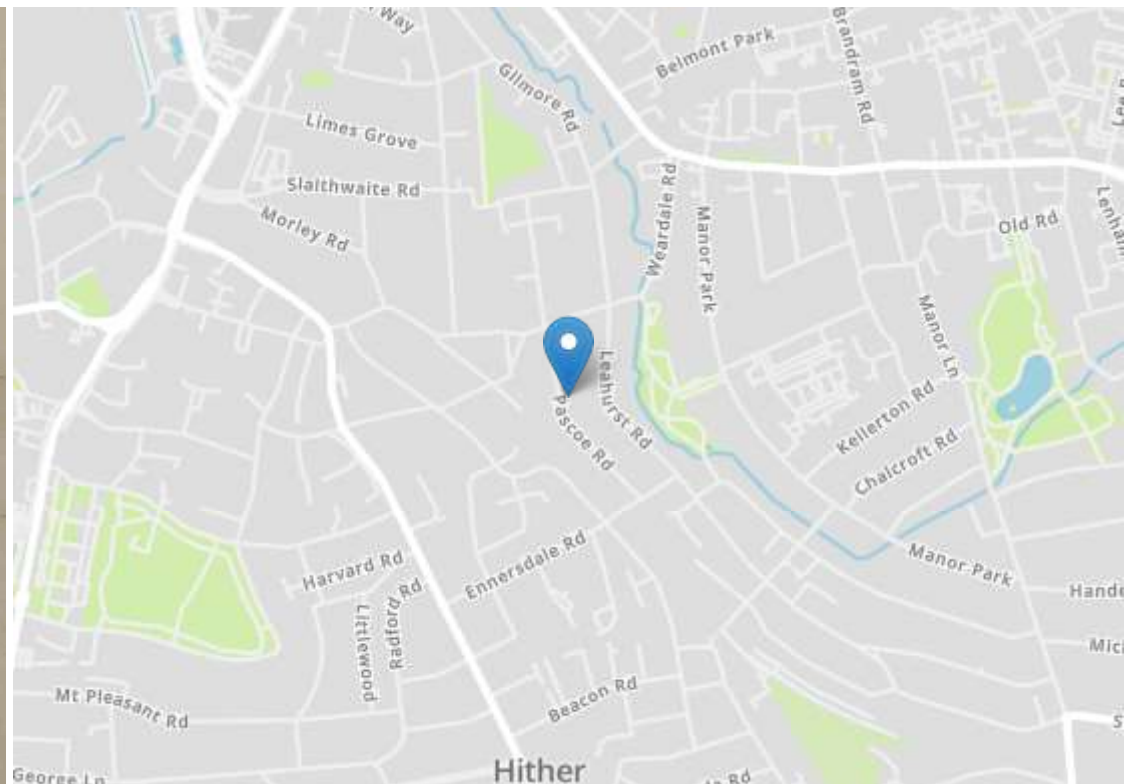 Way
Belmont Park
Brandram Rd
Gilmore Rd
Limes Grove
Slaithwaite Rd
Morley Rd
Weardale Rd
Manor Park
Old Rd
Manor Ln
Leahurst Rd
Pascoe Rd
Kellerton Rd
Chalcroft Rd
Manor Park
Ennersdale Rd
Harvard Rd
Radford Rd
Littlewood
Beacon Rd
Mt Pleasant Rd
George Ln
Hither
Rd